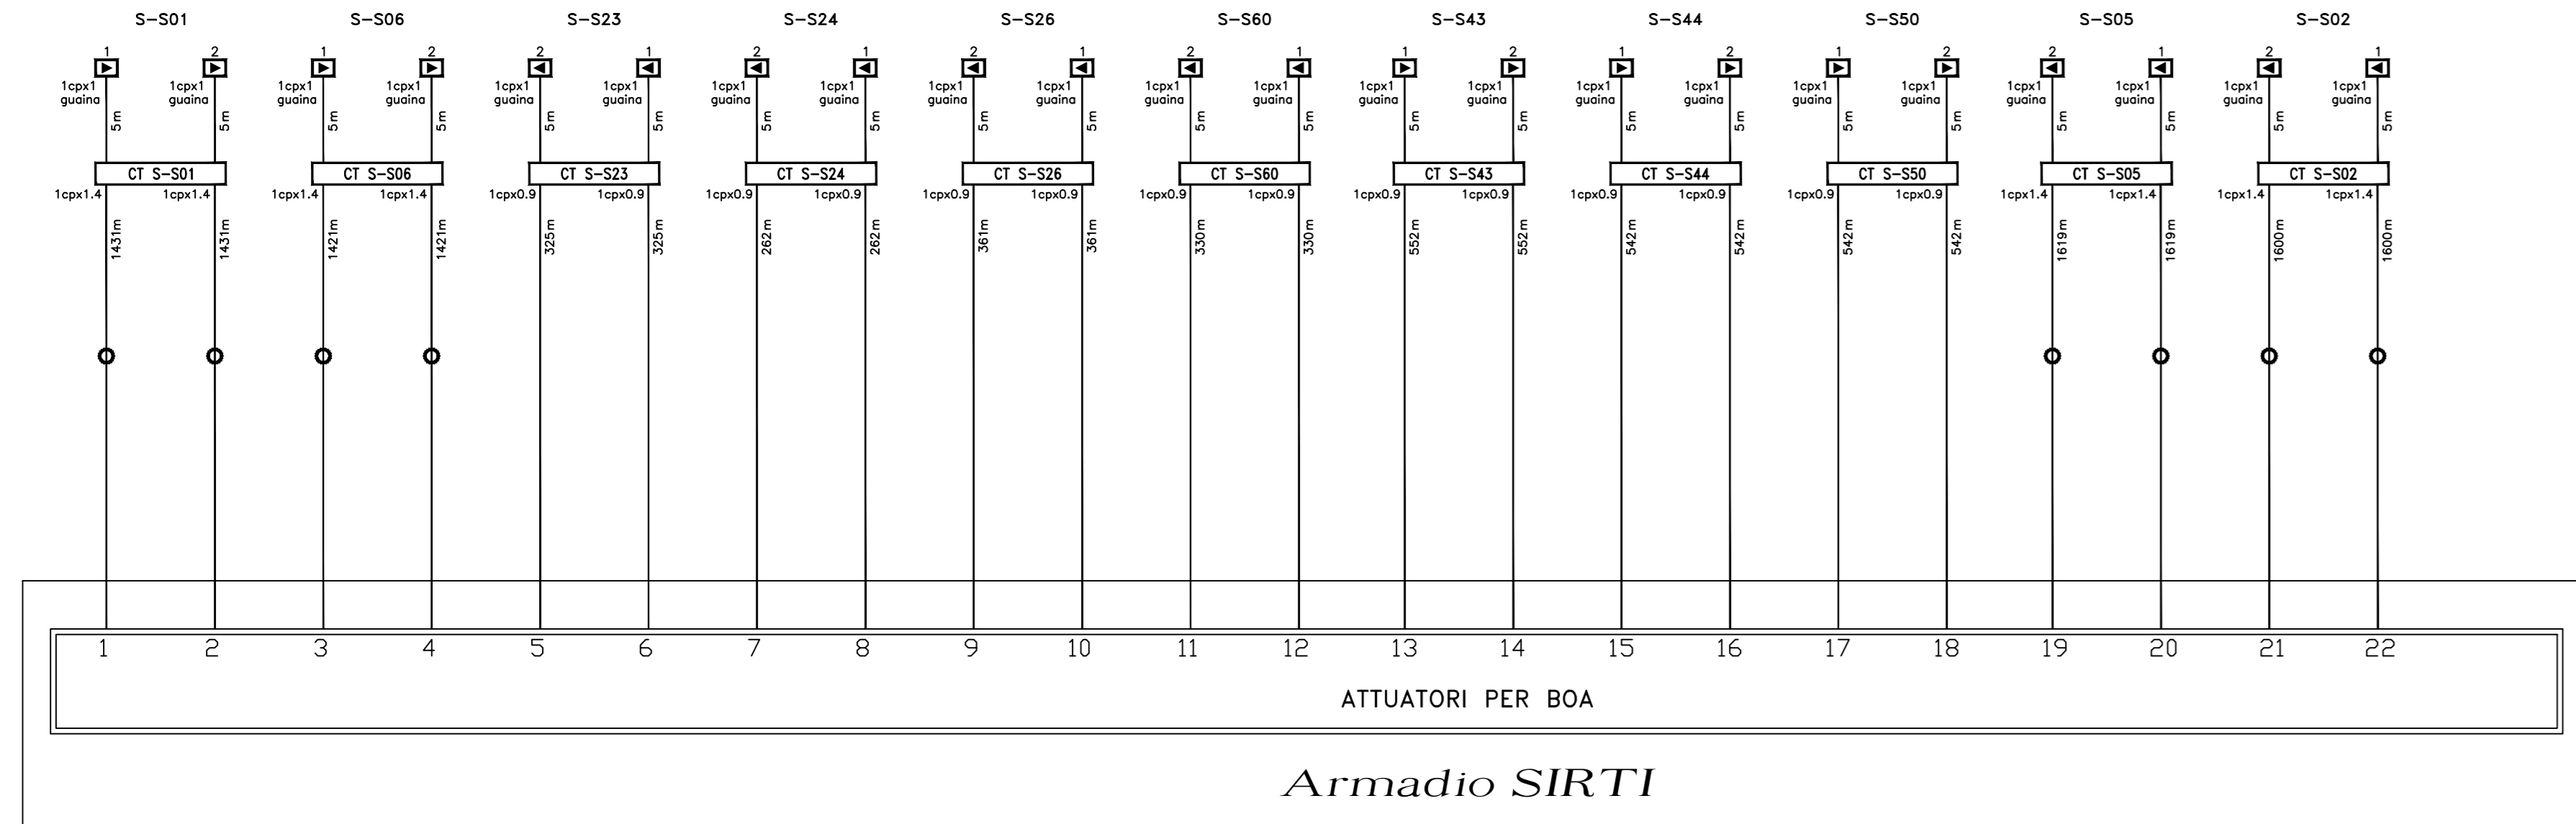 S-S01 S-S06 S-S23 S-S24 S-S26 S-S60 S-S43 S-S44 S-S50 S-S05 S-S02
1 2 1 2 2 1 2 1 2 1 2 1 1 2 1 2 1 2 2 1 2 1
1cpx1 1cpx1 1cpx1 1cpx1 1cpx1 1cpx1 1cpx1 1cpx1 1cpx1 1cpx1 1cpx1 1cpx1 1cpx1 1cpx1 1cpx1 1cpx1 1cpx1 1cpx1 1cpx1 1cpx1 1cpx1 1cpx1
guaina guaina guaina guaina guaina guaina guaina guaina guaina guaina guaina guaina guaina guaina guaina guaina guaina guaina guaina guaina guaina guaina
5m 5m 5m 5m 5m 5m 5m 5m 5m 5m 5m 5m 5m 5m 5m 5m 5m 5m 5m 5m 5m 5m
CT S-S01 CT S-S06 CT S-S23 CT S-S24 CT S-S26 CT S-S60 CT S-S43 CT S-S44 CT S-S50 CT S-S05 CT S-S02
1cpx1.4 1cpx1.4 1cpx1.4 1cpx1.4 1cpx0.9 1cpx0.9 1cpx0.9 1cpx0.9 1cpx0.9 1cpx0.9 1cpx0.9 1cpx0.9 1cpx0.9 1cpx0.9 1cpx0.9 1cpx0.9 1cpx0.9 1cpx0.9 1cpx1.4 1cpx1.4 1cpx1.4 1cpx1.4
1431m 1431m 1421m 1421m 325m 325m 262m 262m 361m 361m 330m 330m 552m 552m 542m 542m 542m 542m 1619m 1619m 1600m 1600m
1 2 3 4 5 6 7 8 9 10 11 12 13 14 15 16 17 18 19 20 21 22
ATTUATORI PER BOA
Armadio SIRTI